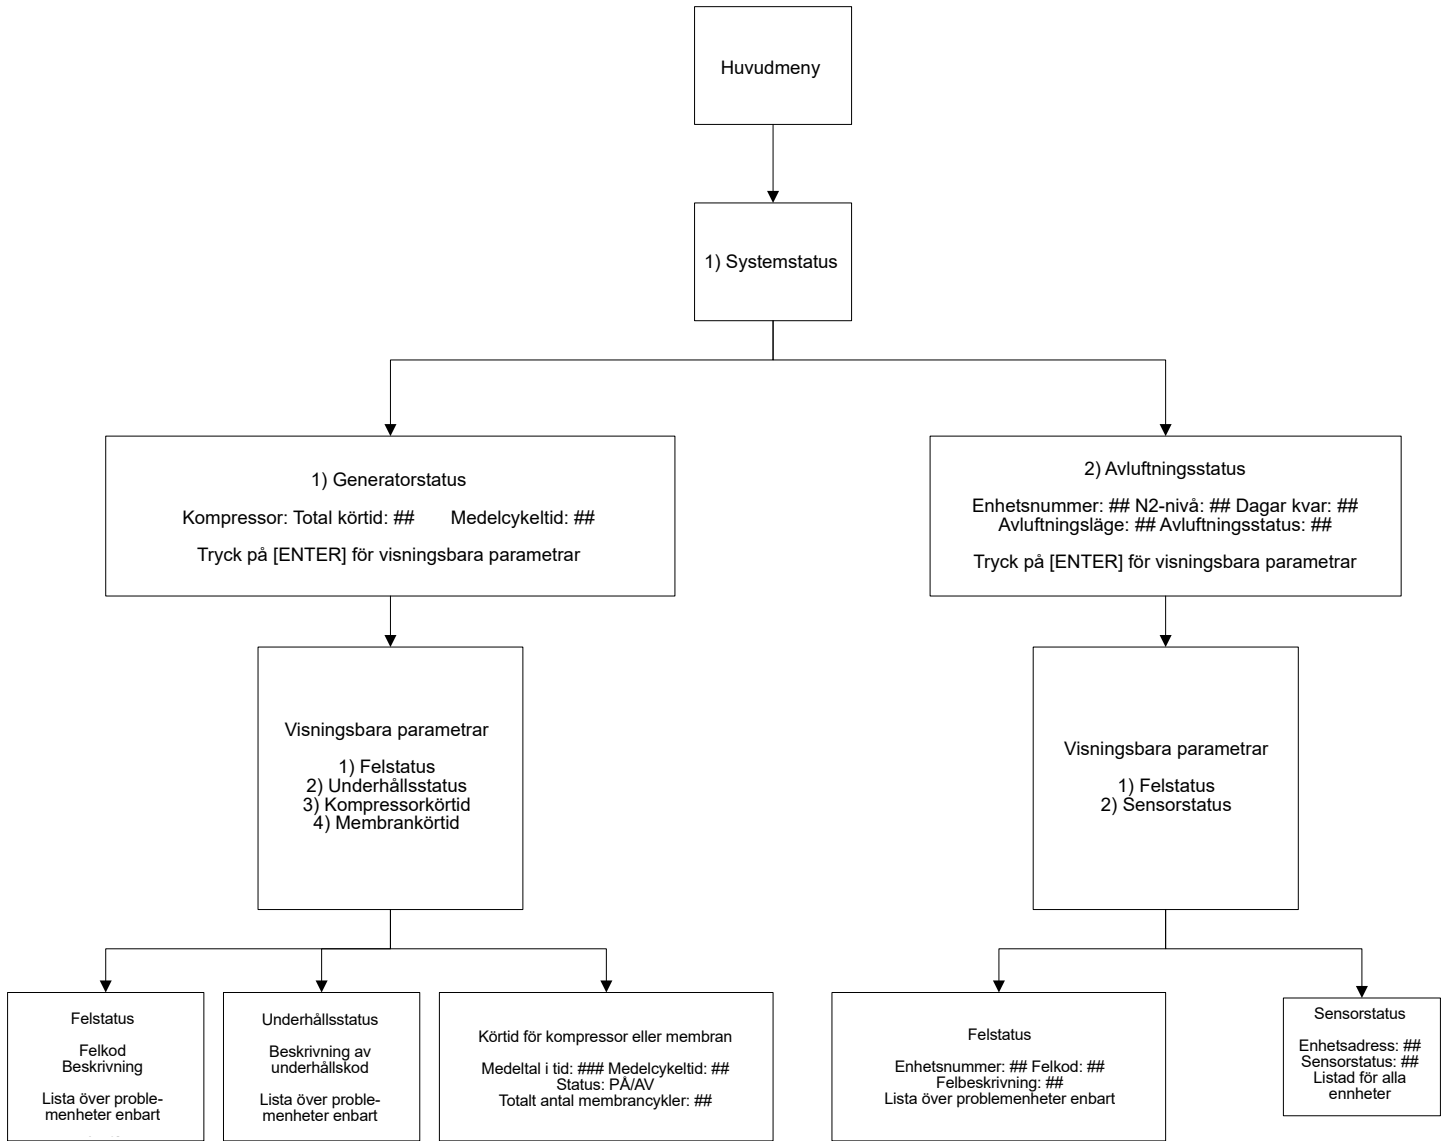 Huvudmeny
1) Systemstatus
1) Generatorstatus
Kompressor: Total körtid: ## Medelcykeltid: ##
Tryck på [ENTER] för visningsbara parametrar
2) Avluftningsstatus
Enhetsnummer: ## N2-nivå: ## Dagar kvar: ##
Avluftningsläge: ## Avluftningsstatus: ##
Tryck på [ENTER] för visningsbara parametrar
Visningsbara parametrar
1) Felstatus
2) Underhållsstatus
3) Kompressorkörtid
4) Membrankörtid
Visningsbara parametrar
1) Felstatus
2) Sensorstatus
Felstatus
Felkod
Beskrivning
Lista över proble-
menheter enbart
Underhållsstatus
Beskrivning av
underhållskod
Lista över proble-
menheter enbart
Körtid för kompressor eller membran
Medeltal i tid: ### Medelcykeltid: ##
Status: PÅ/AV
Totalt antal membrancykler: ##
Felstatus
Enhetsnummer: ## Felkod: ##
Felbeskrivning: ##
Lista över problemenheter enbart
Sensorstatus
Enhetsadress: ##
Sensorstatus: ##
Listad för alla
ennheter